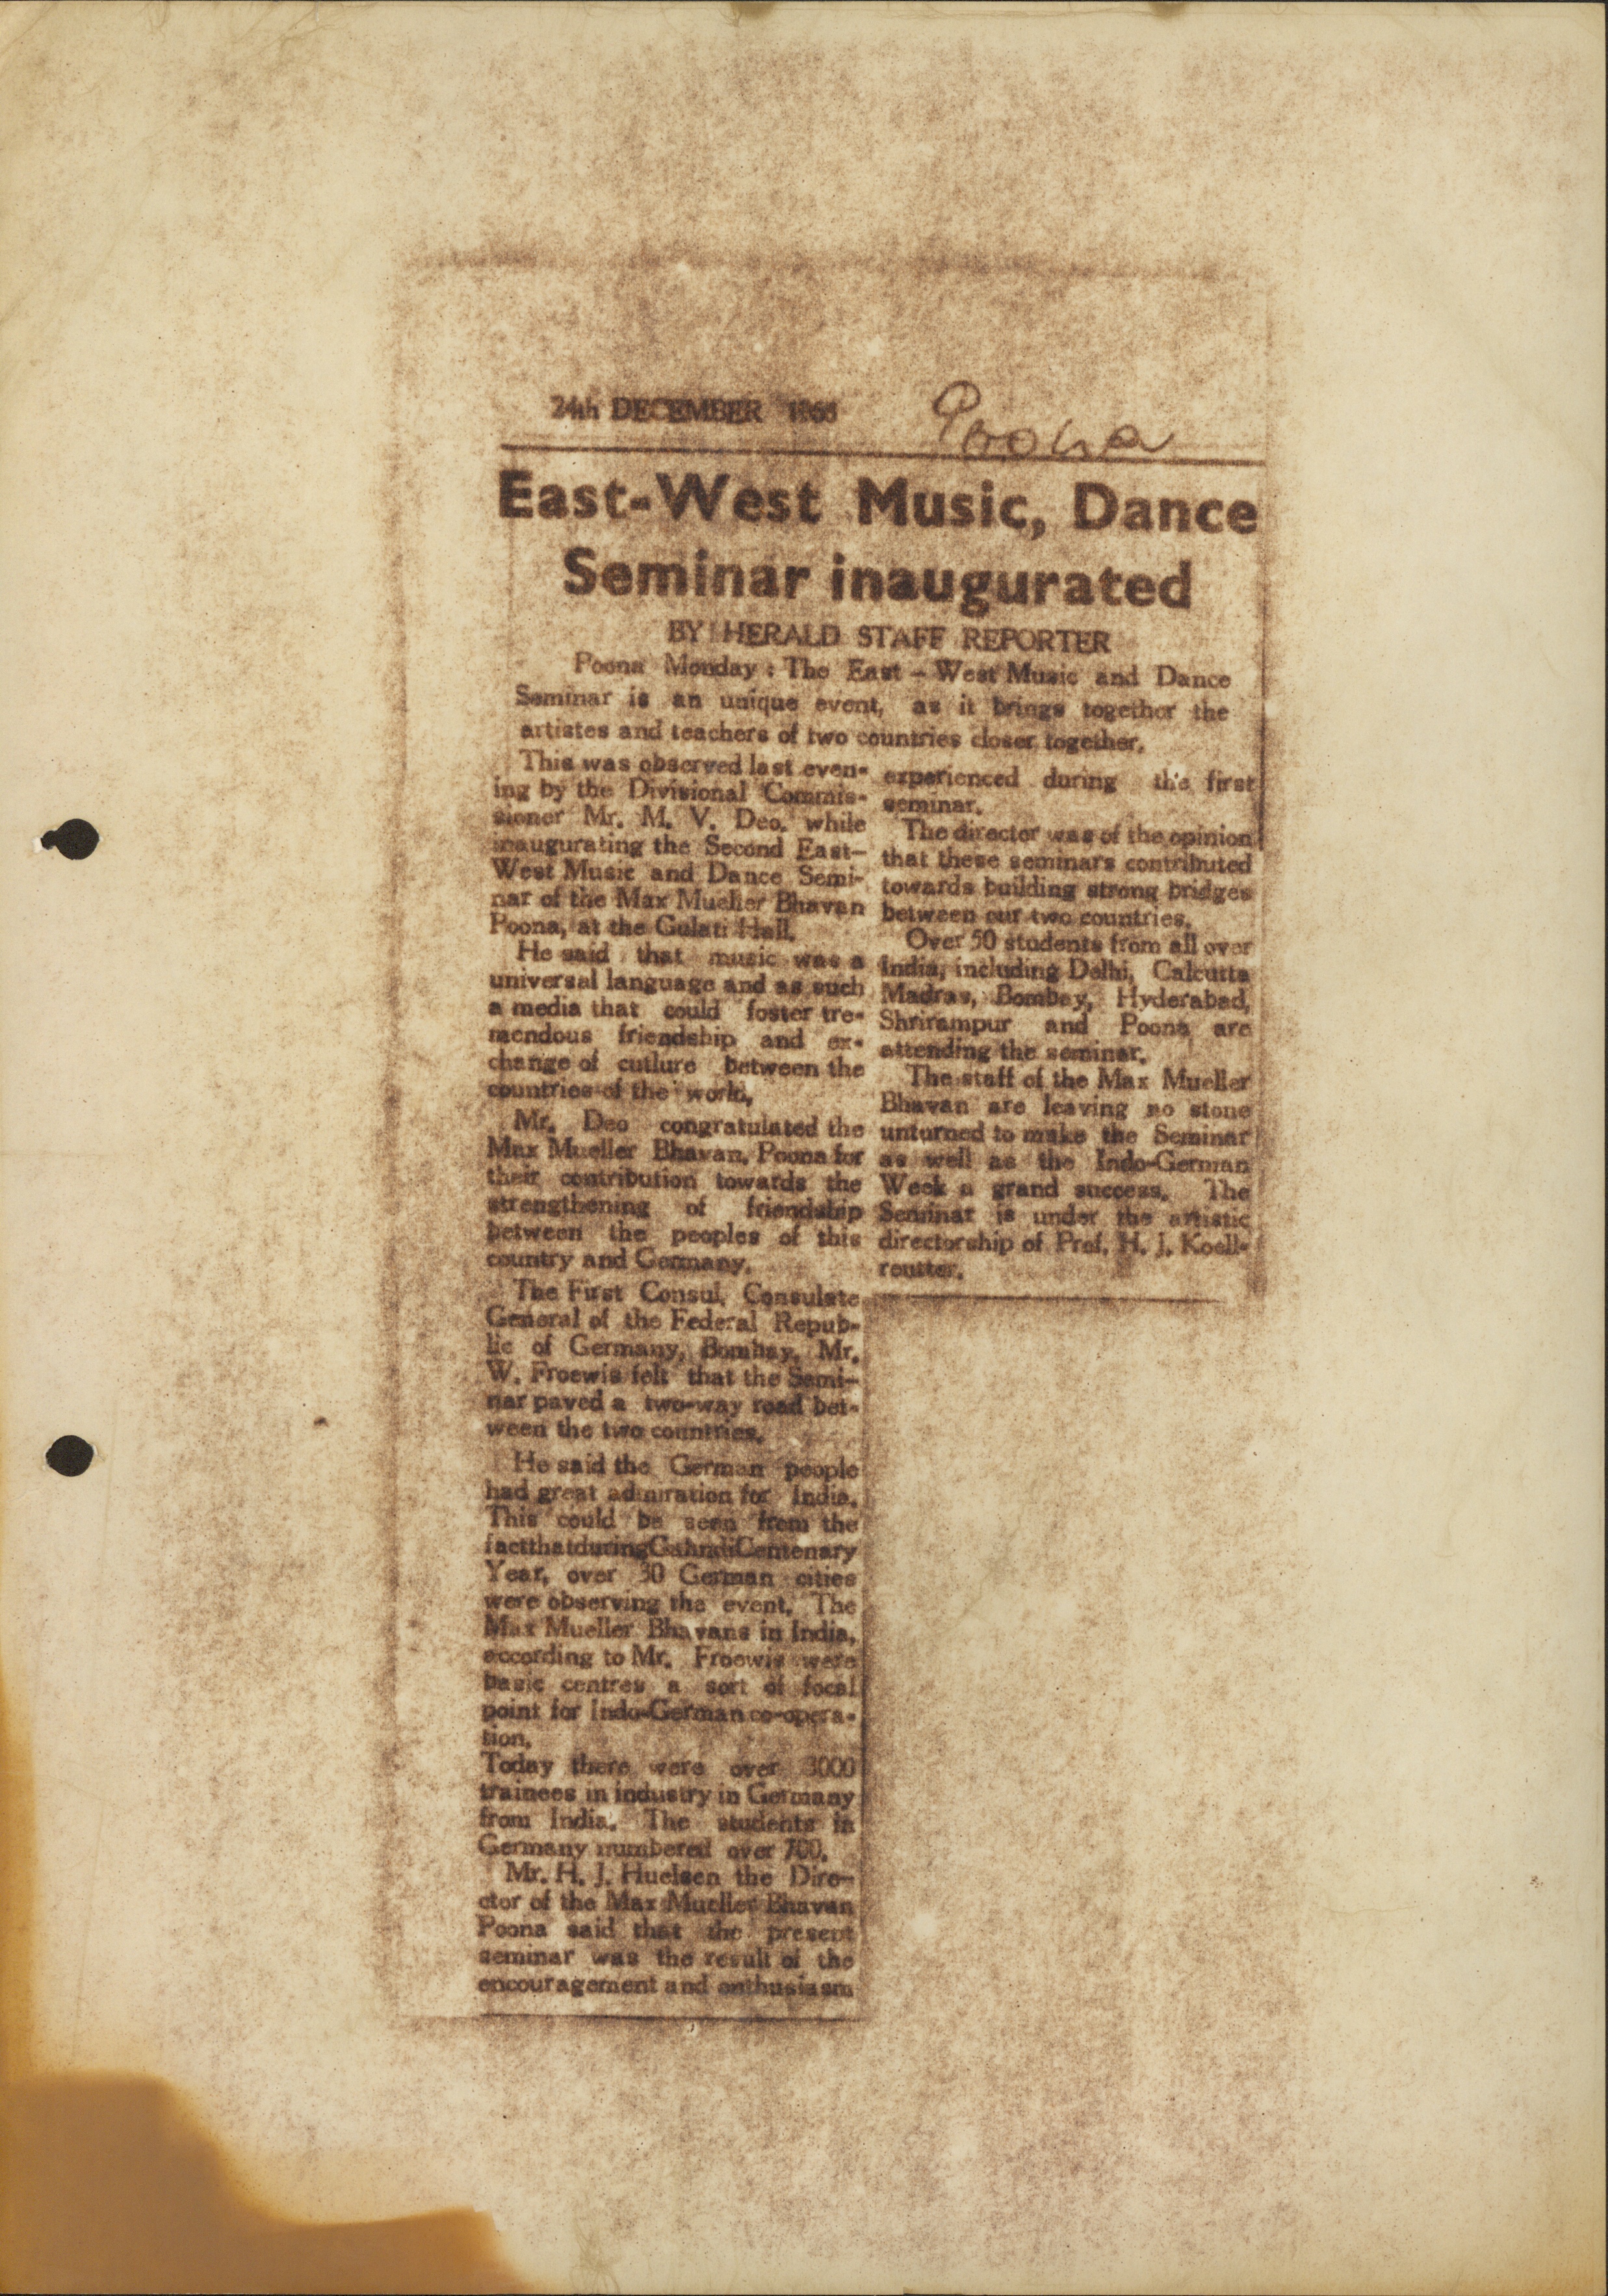 24th DECEMBER
Poona
East-West Music, Dance
Seminar inaugurated
BY HERALD STAFF REPORTER
Poona Monday : The East - West Music and Dance
Seminar is an unique event, as it brings together the
artistes and teachers of two countries closer together.
This was observed last even-
ing by the Divisional Commis-
sioner Mr. M. V. Deo, while
inaugurating the Second East-
West Music and Dance Semi-
nar of the Max Mueller Bhavan
Poona, at the Gulati Hall.
He said that music was a
universal language and as such
a media that could foster tre-
mendous friendship and ex-
change of cutlure between the
countries of the world.
Mr. Deo congratulated the
Max Mueller Bhavan, Poona for
their contribution towards the
strengthening of friendship
between the peoples of this
country and Germany.
The First Consul, Consulate
General of the Federal Repub-
lic of Germany, Bombay, Mr.
W. Froewis felt that the Semi-
nar paved a two-way road bet-
ween the two countries.
He said the German people
had great admiration for India.
This could be seen from the
factthatduringGahndiCentenary
Year, over 30 German cities
were observing the event. The
Max Mueller Bhavans in India,
according to Mr. Froewis were
basic centres a sort of focal
point for Indo-German co-opera-
tion.
Today there were over 3000
trainees in industry in Germany
from India. The students in
Germany numbered over 700.
Mr. H. J. Huelsen the Dire-
ctor of the Max Mueller Bhavan
Poona said that the present
seminar was the result of the
encouragement and enthusiasm
experienced during the first
seminar.
The director was of the opinion
that these seminars contributed
towards building strong bridges
between our two countries.
Over 50 students from all over
India, including Delhi, Calcutta
Madras, Bombay, Hyderabad,
Shrirampur and Poona are
attending the seminar.
The staff of the Max Mueller
Bhavan are leaving no stone
unturned to make the Seminar
as well as the Indo-German
Week a grand success. The
Seminar is under the artistic
directorship of Prof. H. J. Koell-
reutter.